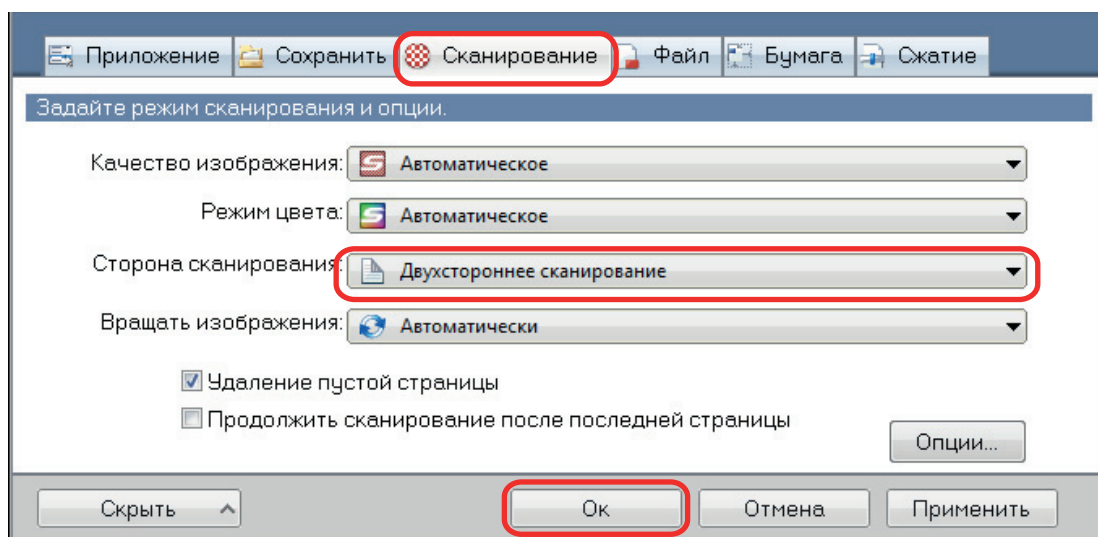 Приложение Сохранить Сканирование Файл Бумага Сжатие
Задайте режим сканирования и опции.
Качество изображения: Автоматическое
Режим цвета: Автоматическое
Сторона сканирования: Двухстороннее сканирование
Вращать изображения: Автоматически
Удаление пустой страницы
Продолжить сканирование после последней страницы
Опции...
Скрыть Ок Отмена Применить